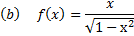 (b) f(x) = x / √(1 − x²)